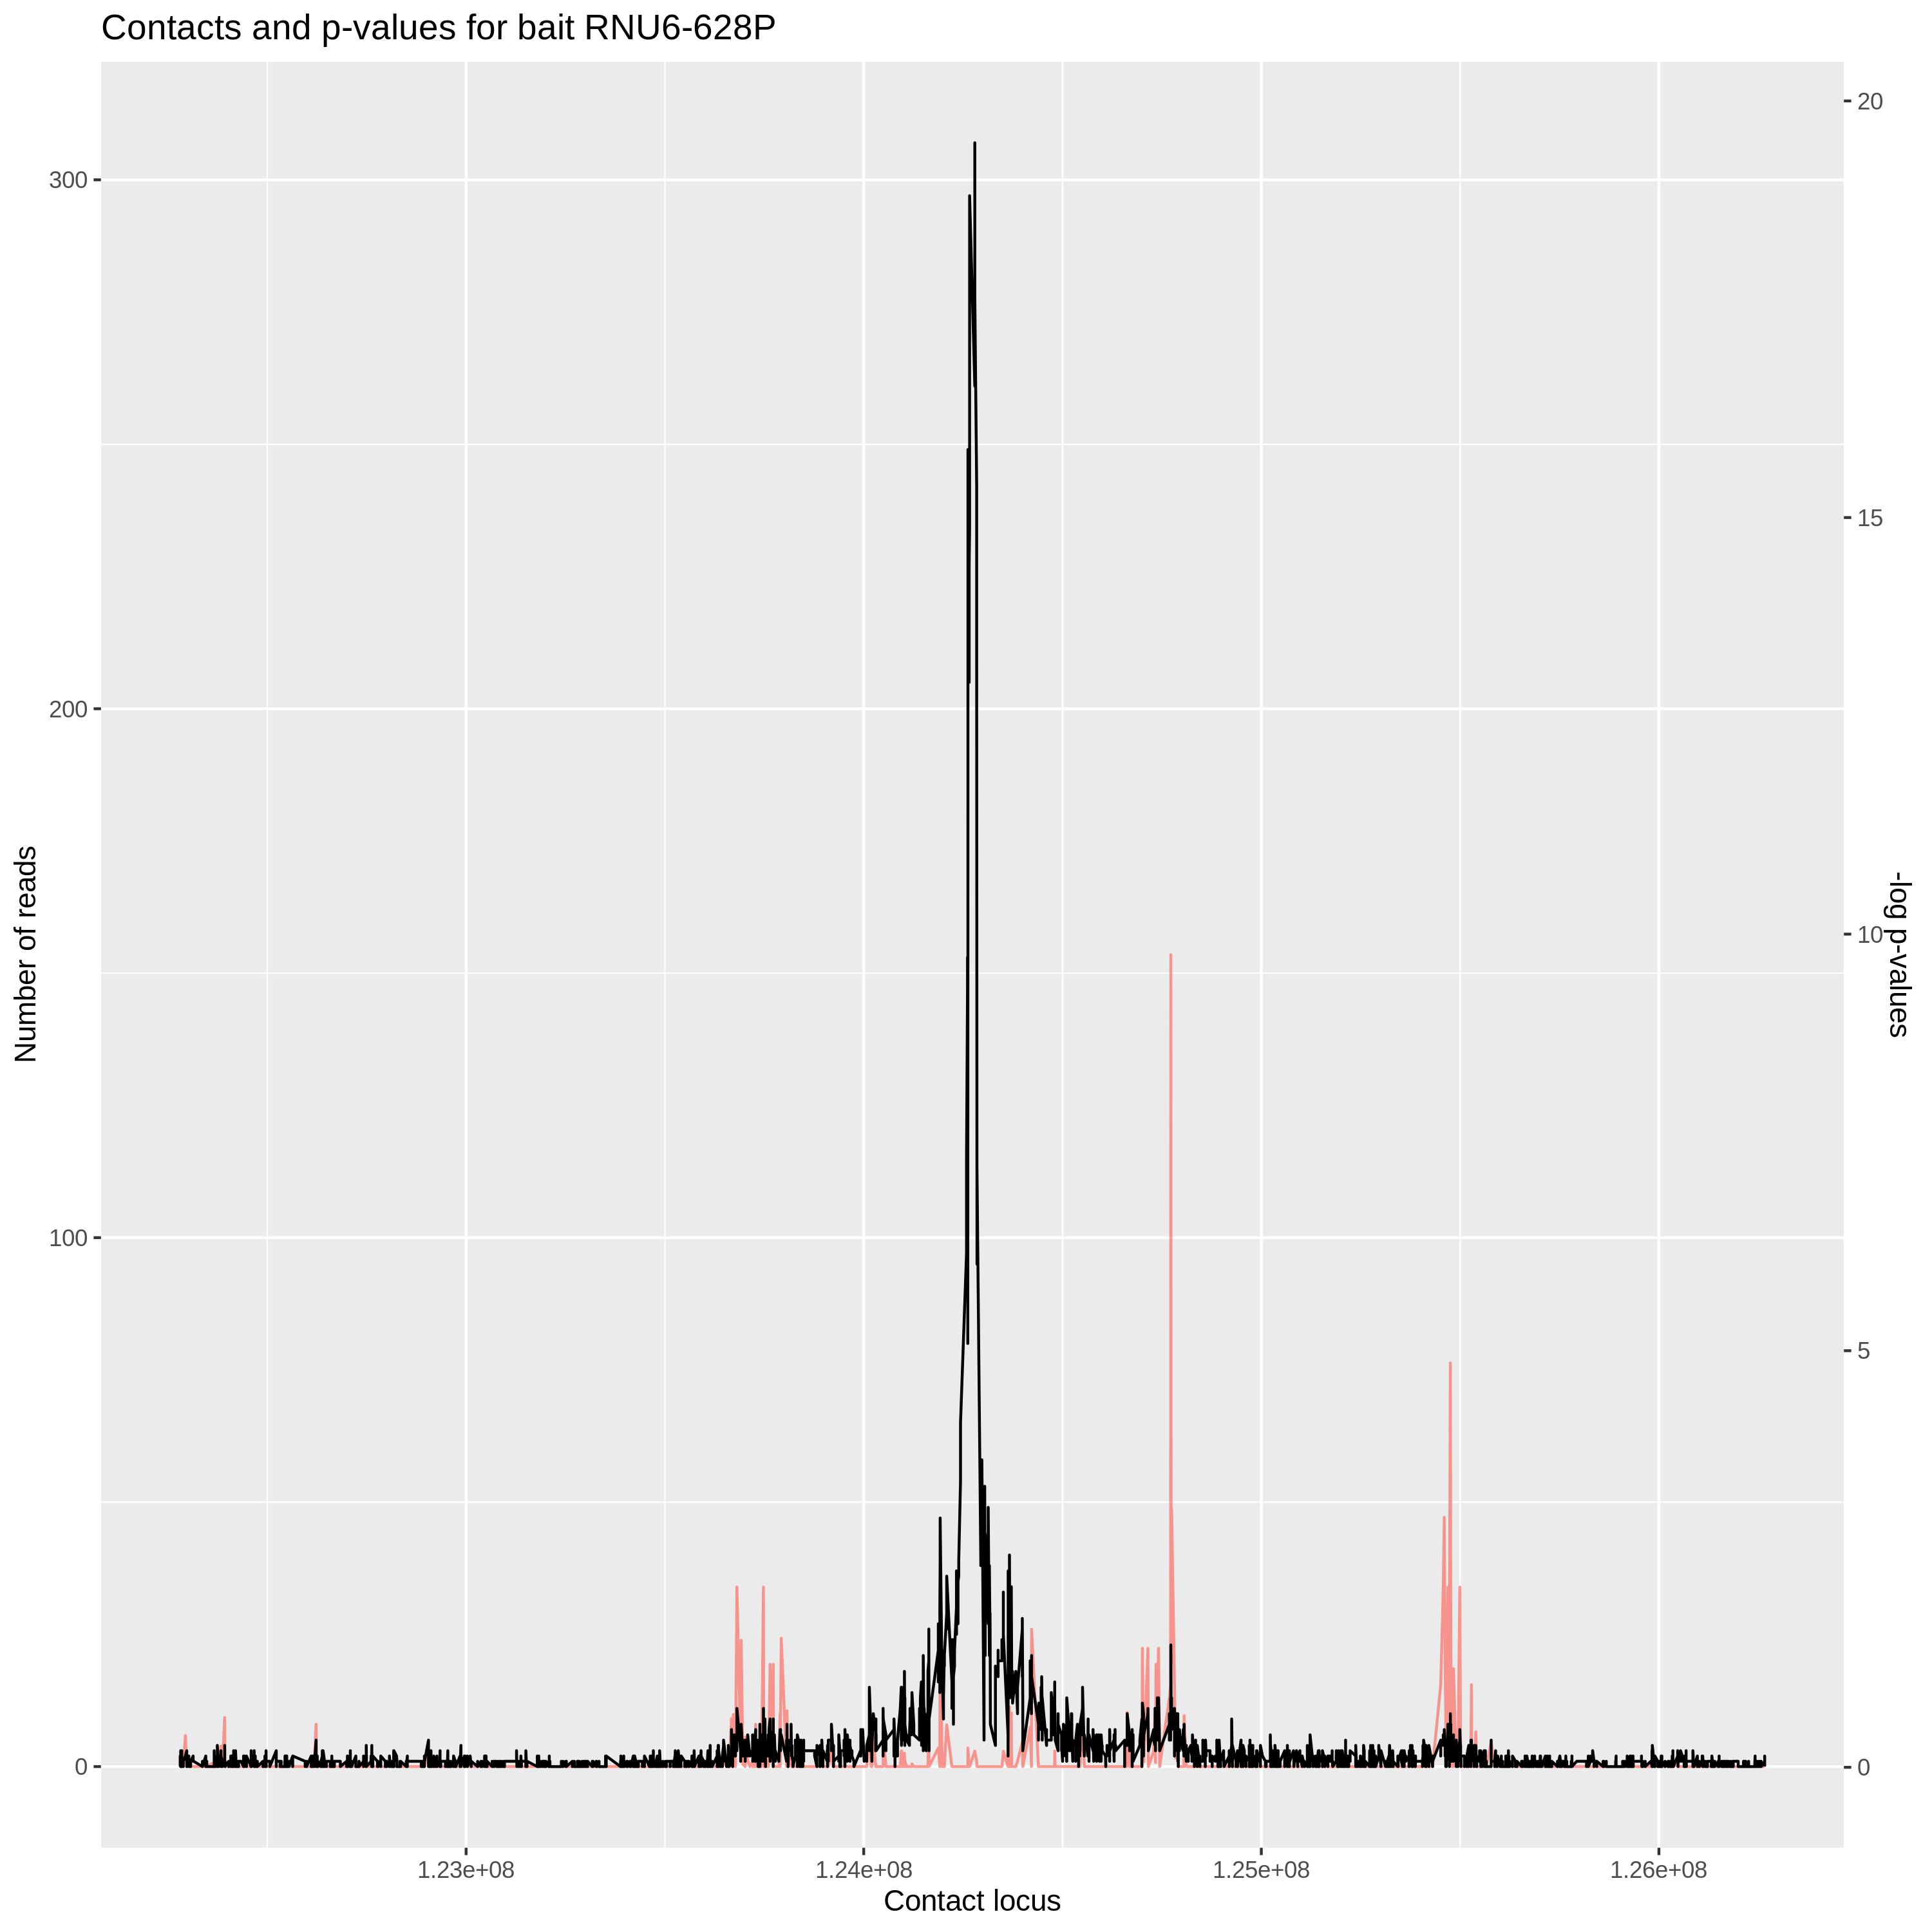 Contacts and p-values for bait RNU6-628P
Number of reads
300
200
100
0
20
15
10
5
0
-log p-values
1.23e+08
1.24e+08
1.25e+08
1.26e+08
Contact locus